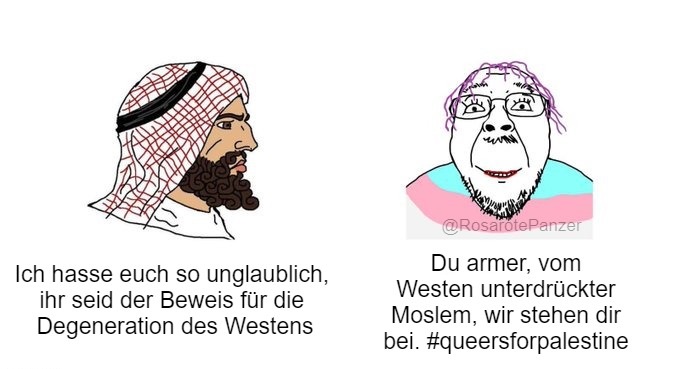 Ich hasse euch so unglaublich,
ihr seid der Beweis für die
Degeneration des Westens
@RosarotePanzer
Du armer, vom
Westen unterdrückter
Moslem, wir stehen dir
bei. #queersforpalestine